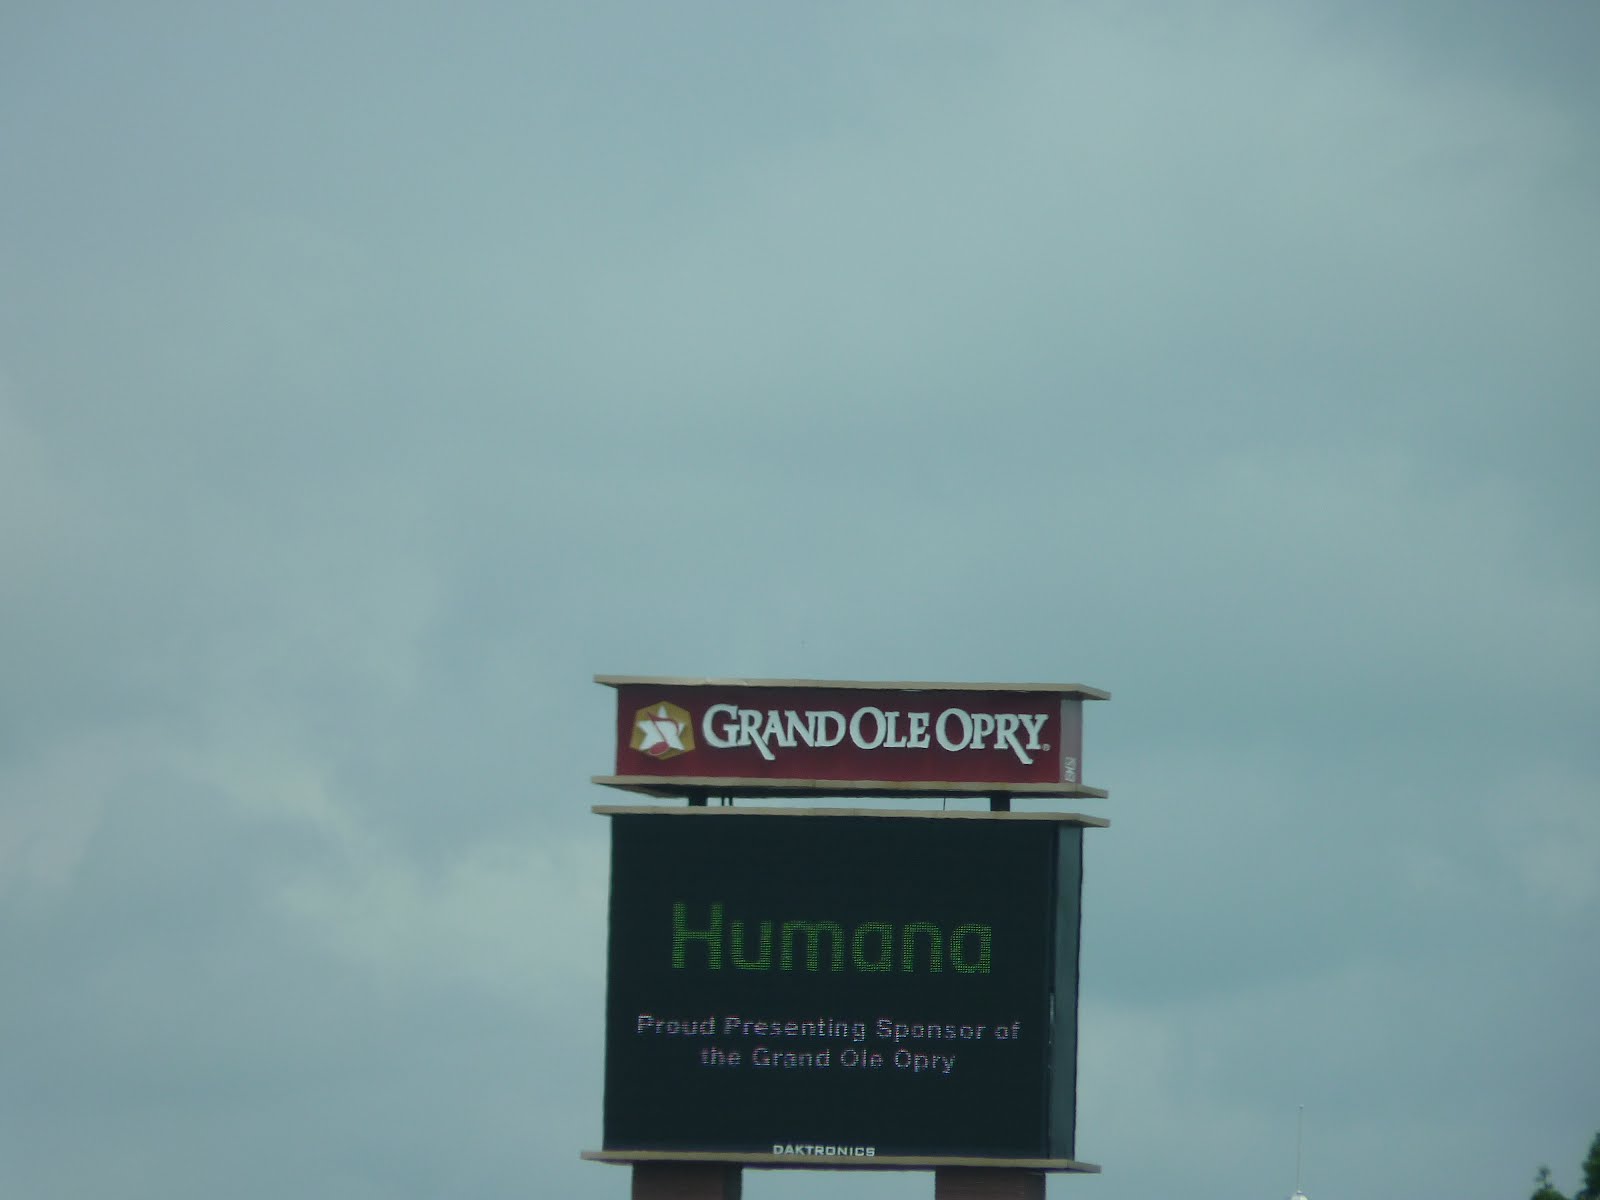 GRAND OLE OPRY®
Humana
Proud Presenting Sponsor of
the Grand Ole Opry
DAKTRONICS